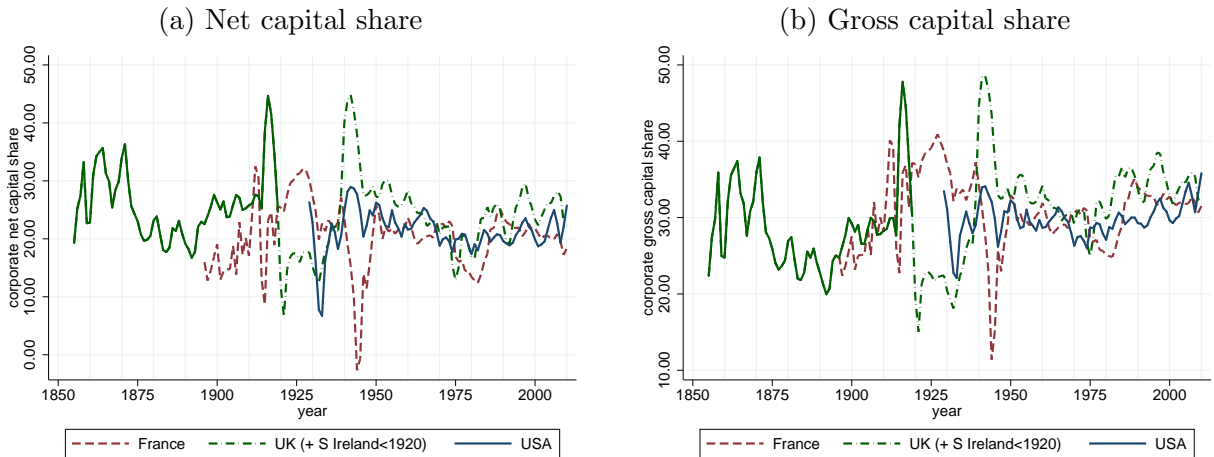 (a) Net capital share
corporate net capital share
50.00
40.00
30.00
20.00
10.00
0.00
1850 1875 1900 1925 1950 1975 2000
year
France UK (+ S Ireland<1920) USA
(b) Gross capital share
corporate gross capital share
50.00
40.00
30.00
20.00
10.00
1850 1875 1900 1925 1950 1975 2000
year
France UK (+ S Ireland<1920) USA